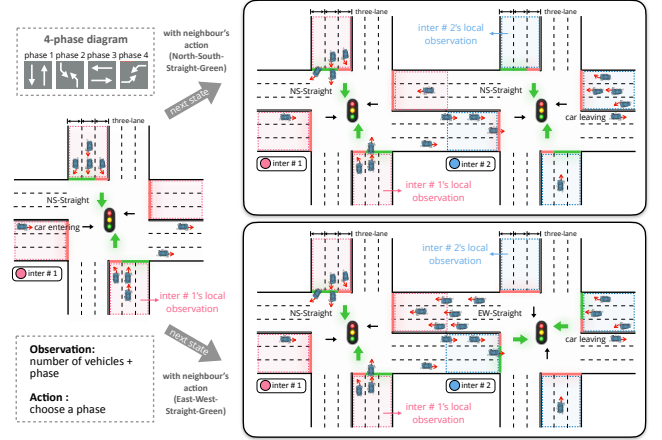 4-phase diagram
phase 1 phase 2 phase 3 phase 4
with neighbour's
action
(North-South-
Straight-Green)
next state
three-lane
NS-Straight
car entering
inter # 1
inter # 1's local
observation
Observation:
number of vehicles +
phase
Action :
choose a phase
next state
with neighbour's
action
(East-West-
Straight-Green)
three-lane
inter # 2's local
observation
three-lane
NS-Straight
NS-Straight
car leaving
inter # 1
inter # 2
inter # 1's local
observation
three-lane
inter # 2's local
observation
three-lane
NS-Straight
EW-Straight
car leaving
inter # 1
inter # 2
inter # 1's local
observation